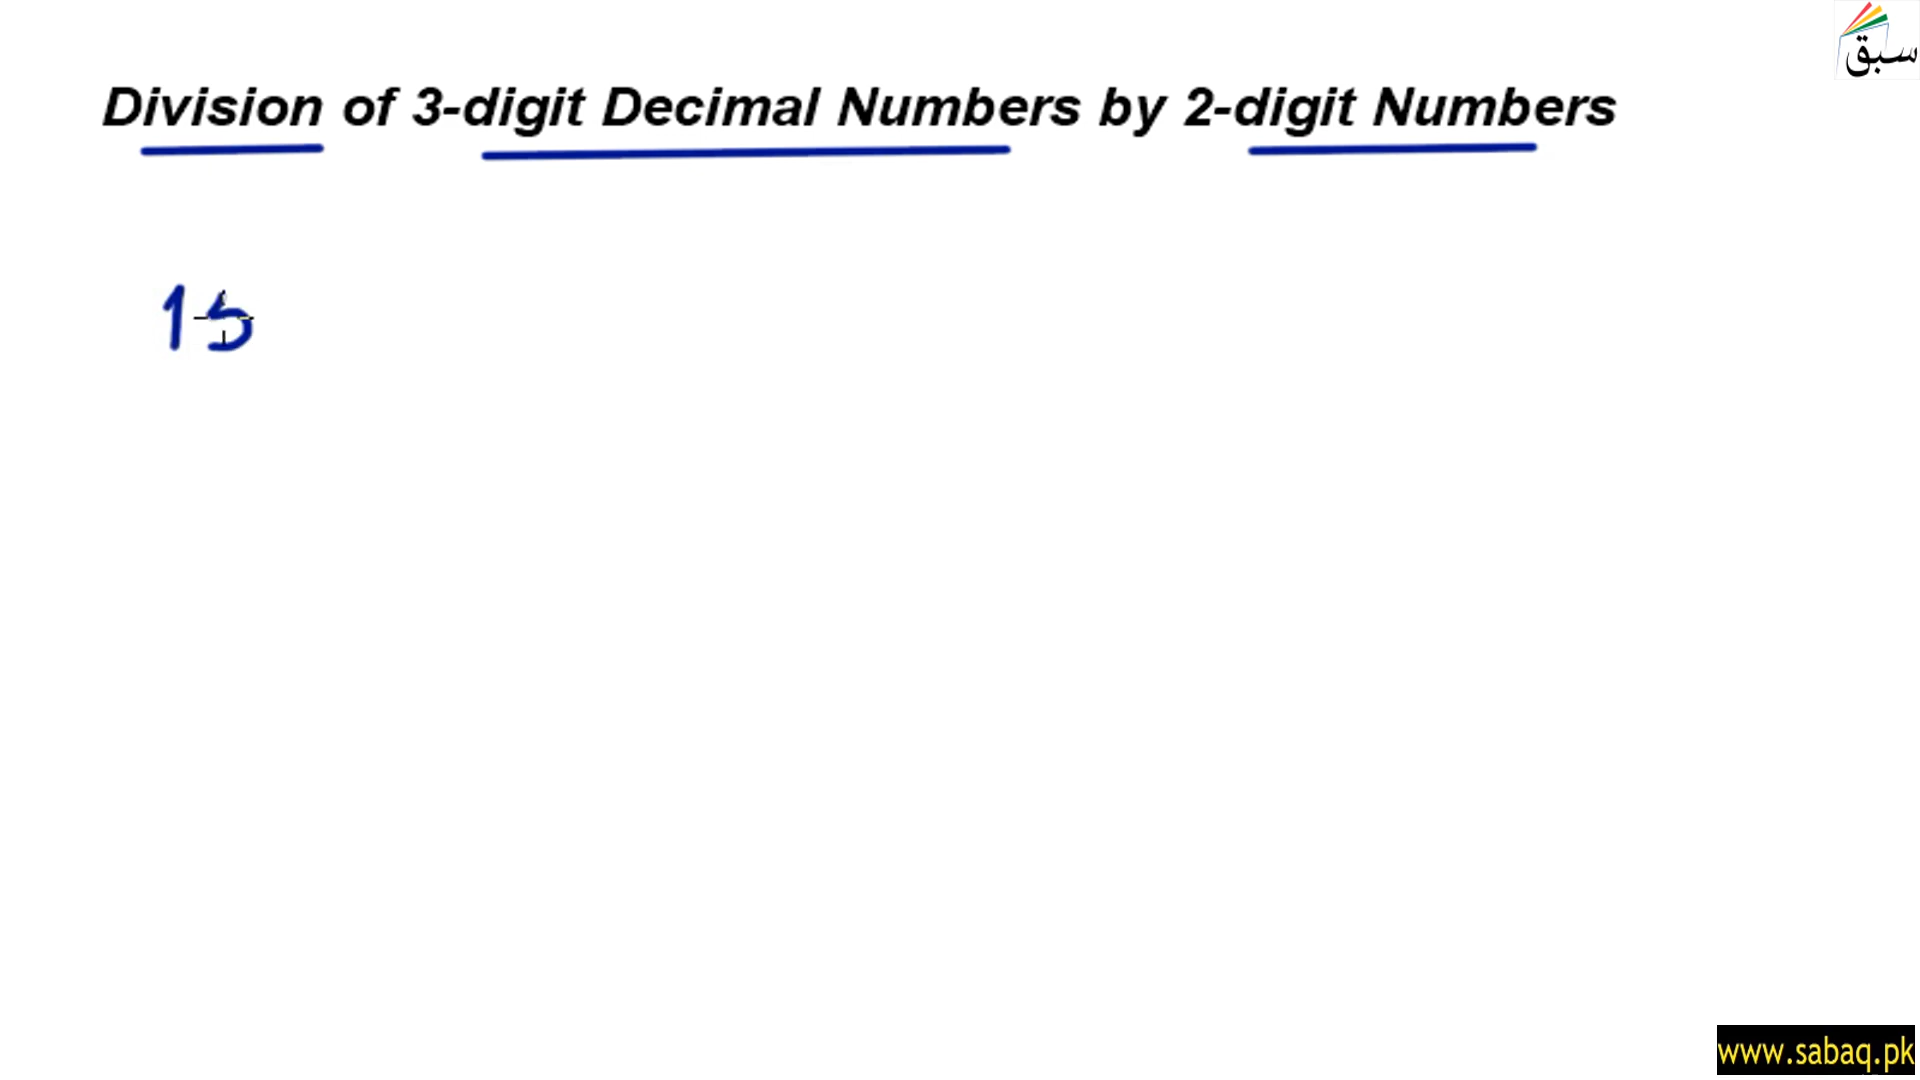 سبق
Division of 3-digit Decimal Numbers by 2-digit Numbers
15
www.sabaq.pk